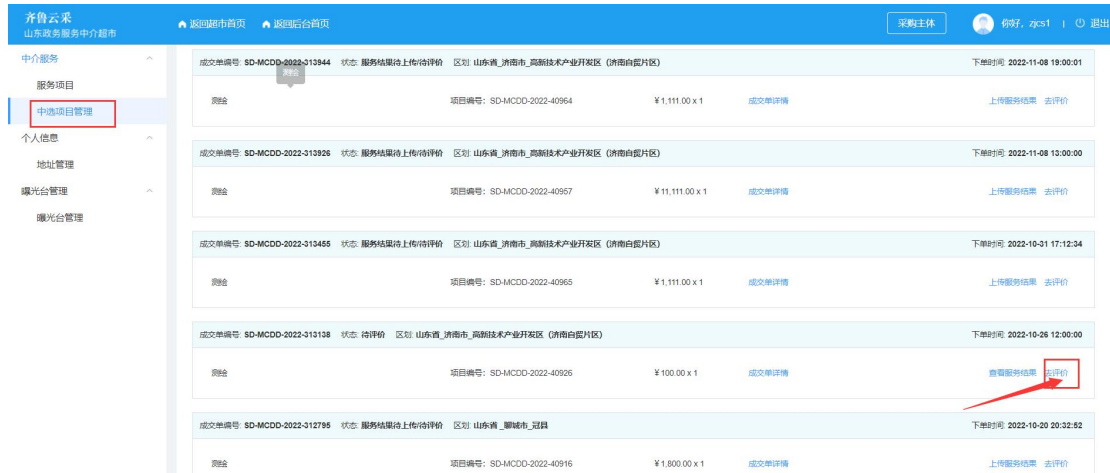 齐鲁云采
山东政务服务中介超市
返回超市首页 返回后台首页 采购主体 你好, zjcs1 | 退出
中介服务
服务项目
中选项目管理
个人信息
地址管理
曝光台管理
曝光台管理
成交单编号: SD-MCDD-2022-313944 状态: 服务结果待上传/待评价 区划: 山东省_济南市_高新技术产业开发区（济南自贸片区） 下单时间: 2022-11-08 19:00:01
测绘
测绘 项目编号：SD-MCDD-2022-40964 ¥1,111.00 x 1 成交单详情 上传服务结果 去评价
成交单编号: SD-MCDD-2022-313926 状态: 服务结果待上传/待评价 区划: 山东省_济南市_高新技术产业开发区（济南自贸片区） 下单时间: 2022-11-08 13:00:00
测绘 项目编号：SD-MCDD-2022-40957 ¥11,111.00 x 1 成交单详情 上传服务结果 去评价
成交单编号: SD-MCDD-2022-313455 状态: 服务结果待上传/待评价 区划: 山东省_济南市_高新技术产业开发区（济南自贸片区） 下单时间: 2022-10-31 17:12:34
测绘 项目编号：SD-MCDD-2022-40965 ¥1,111.00 x 1 成交单详情 上传服务结果 去评价
成交单编号: SD-MCDD-2022-313138 状态: 待评价 区划: 山东省_济南市_高新技术产业开发区（济南自贸片区） 下单时间: 2022-10-26 12:00:00
测绘 项目编号：SD-MCDD-2022-40926 ¥100.00 x 1 成交单详情 查看服务结果 去评价
成交单编号: SD-MCDD-2022-312795 状态: 服务结果待上传/待评价 区划: 山东省_聊城市_冠县 下单时间: 2022-10-20 20:32:52
测绘 项目编号：SD-MCDD-2022-40916 ¥1,800.00 x 1 成交单详情 上传服务结果 去评价